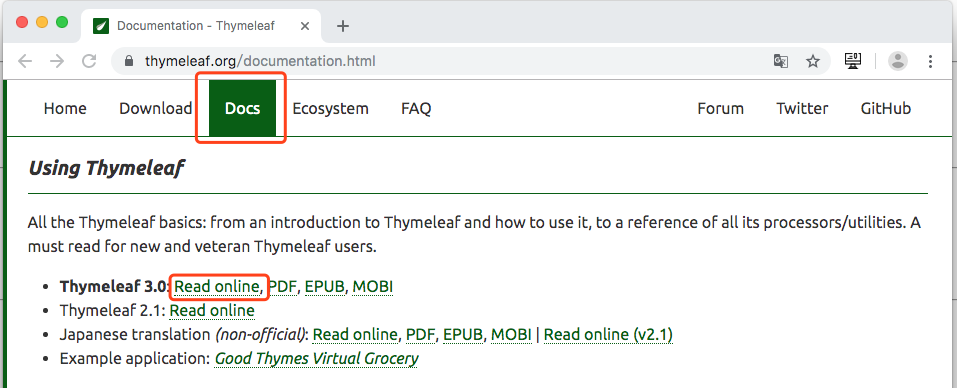 Documentation - Thymeleaf
thymeleaf.org/documentation.html
Home Download Docs Ecosystem FAQ Forum Twitter GitHub
Using Thymeleaf
All the Thymeleaf basics: from an introduction to Thymeleaf and how to use it, to a reference of all its processors/utilities. A
must read for new and veteran Thymeleaf users.
• Thymeleaf 3.0: Read online, PDF, EPUB, MOBI
• Thymeleaf 2.1: Read online
• Japanese translation (non-official): Read online, PDF, EPUB, MOBI | Read online (v2.1)
• Example application: Good Thymes Virtual Grocery